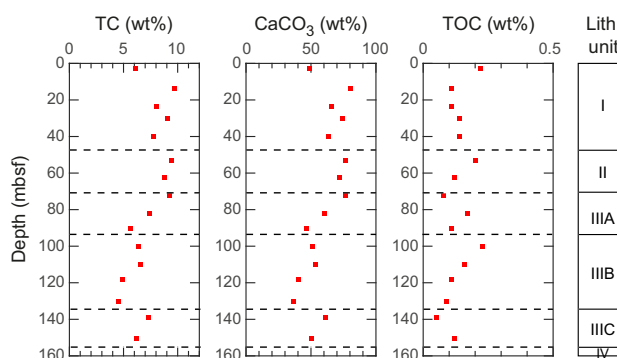 TC (wt%) CaCO3 (wt%) TOC (wt%) Lith
unit
0 10 0 50 100 0 0.5
0
20
40
60
80
100
120
140
160
Depth (mbsf)
I
II
IIIA
IIIB
IIIC
IV